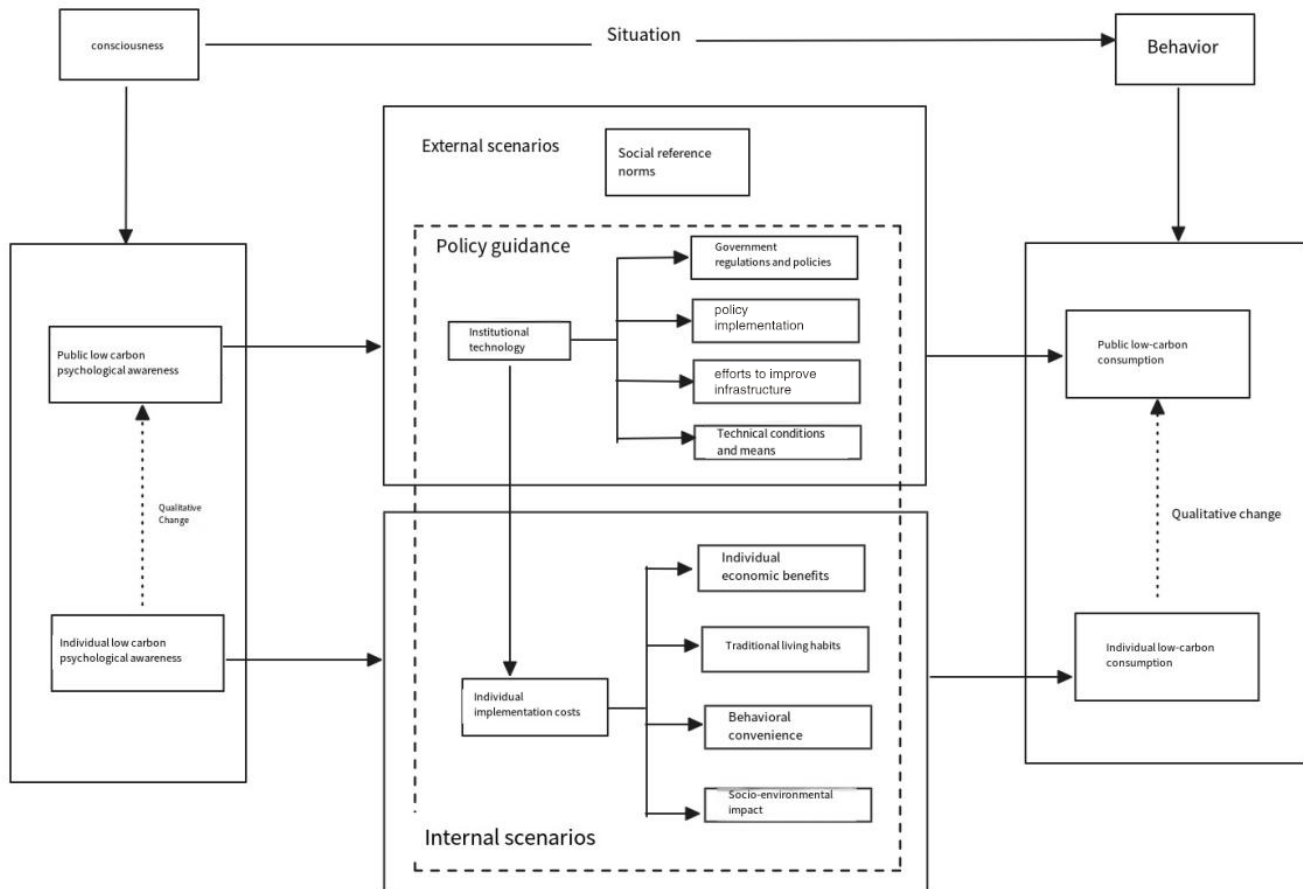 consciousness
Situation
Behavior
External scenarios
Social reference
norms
Policy guidance
Government
regulations and policies
Institutional
technology
policy
implementation
efforts to improve
infrastructure
Technical conditions
and means
Public low carbon
psychological awareness
Qualitative
Change
Individual low carbon
psychological awareness
Individual
economic benefits
Traditional living habits
Individual
implementation costs
Behavioral
convenience
Socio-environmental
impact
Internal scenarios
Public low-carbon
consumption
Qualitative change
Individual low-carbon
consumption